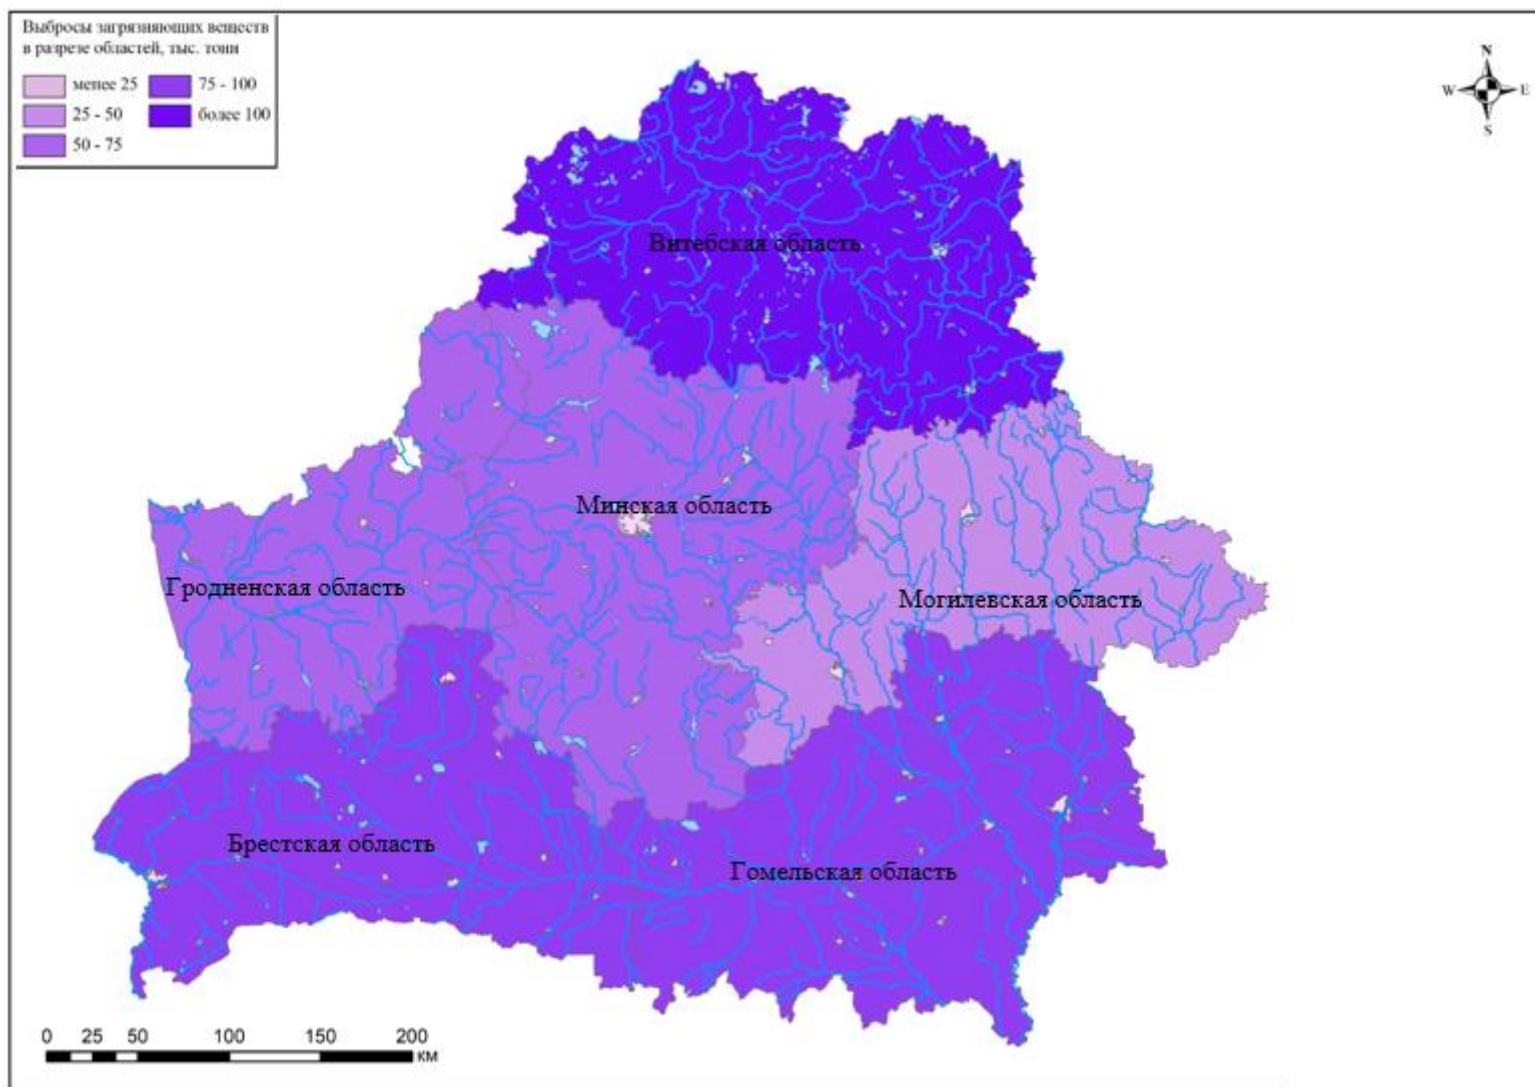 Выбросы загрязняющих веществ
в разрезе областей, тыс. тонн
менее 25
75 - 100
25 - 50
более 100
50 - 75
N
W
E
S
Витебская область
Минская область
Гродненская область
Могилевская область
Брестская область
Гомельская область
0 25 50 100 150 200
КМ